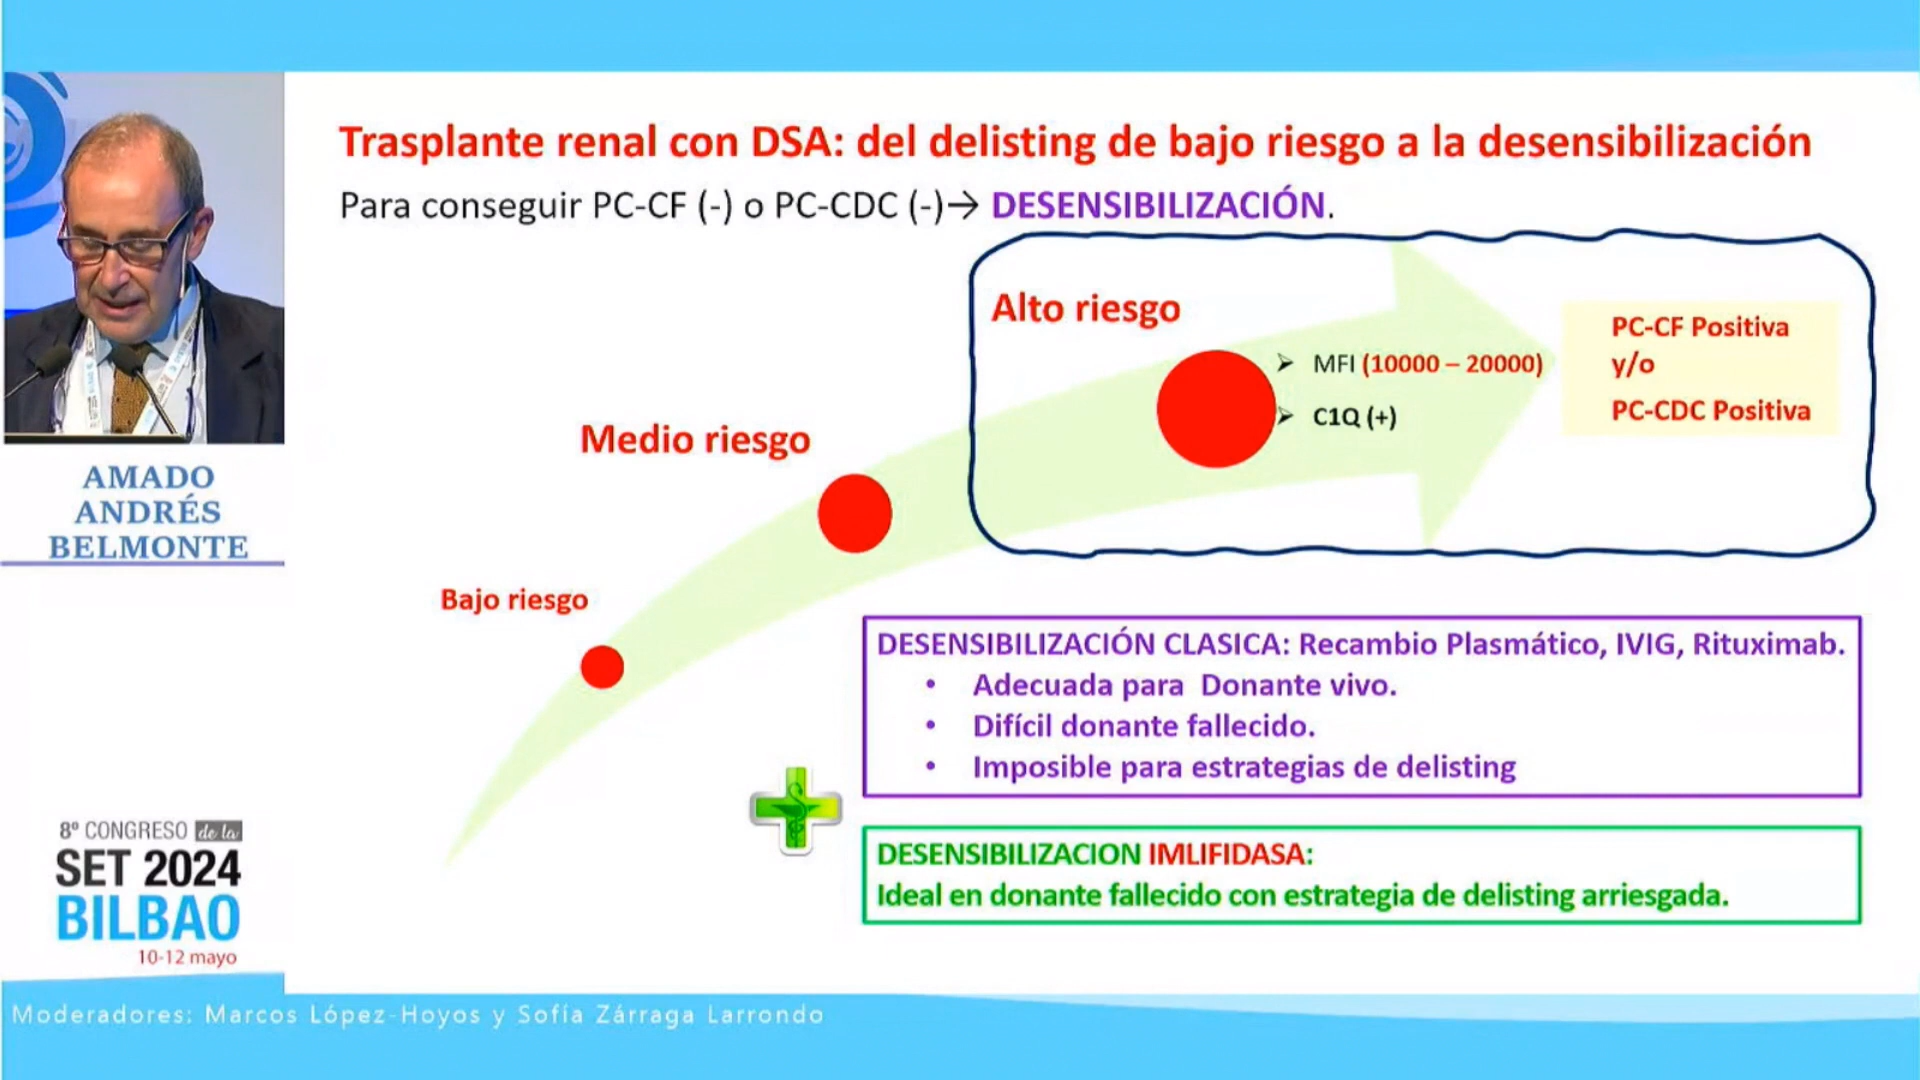 Trasplante renal con DSA: del delisting de bajo riesgo a la desensibilización
Para conseguir PC-CF (-) o PC-CDC (-)→ DESENSIBILIZACIÓN.
Alto riesgo
➢ MFI (10000 – 20000)
➢ C1Q (+)
PC-CF Positiva
y/o
PC-CDC Positiva
Medio riesgo
Bajo riesgo
DESENSIBILIZACIÓN CLASICA: Recambio Plasmático, IVIG, Rituximab.
• Adecuada para Donante vivo.
• Difícil donante fallecido.
• Imposible para estrategias de delisting
DESENSIBILIZACION IMLIFIDASA:
Ideal en donante fallecido con estrategia de delisting arriesgada.
AMADO
ANDRÉS
BELMONTE
8º CONGRESO de la
SET 2024
BILBAO
10-12 mayo
Moderadores: Marcos López-Hoyos y Sofía Zárraga Larrondo